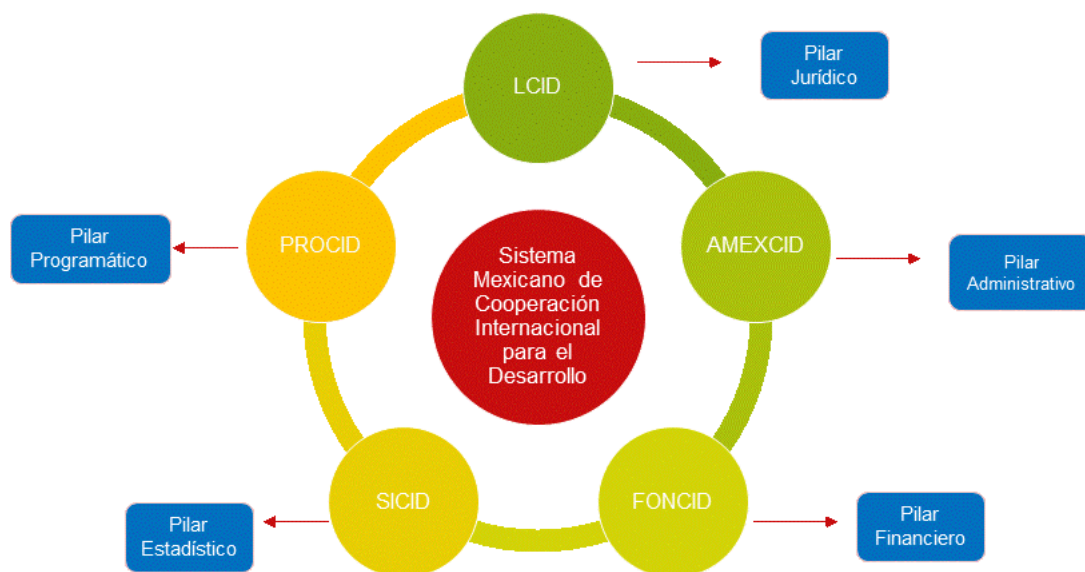 LCID
Pilar
Jurídico
PROCID
Pilar
Programático
Sistema
Mexicano de
Cooperación
Internacional
para el
Desarrollo
AMEXCID
Pilar
Administrativo
SICID
Pilar
Estadístico
FONCID
Pilar
Financiero